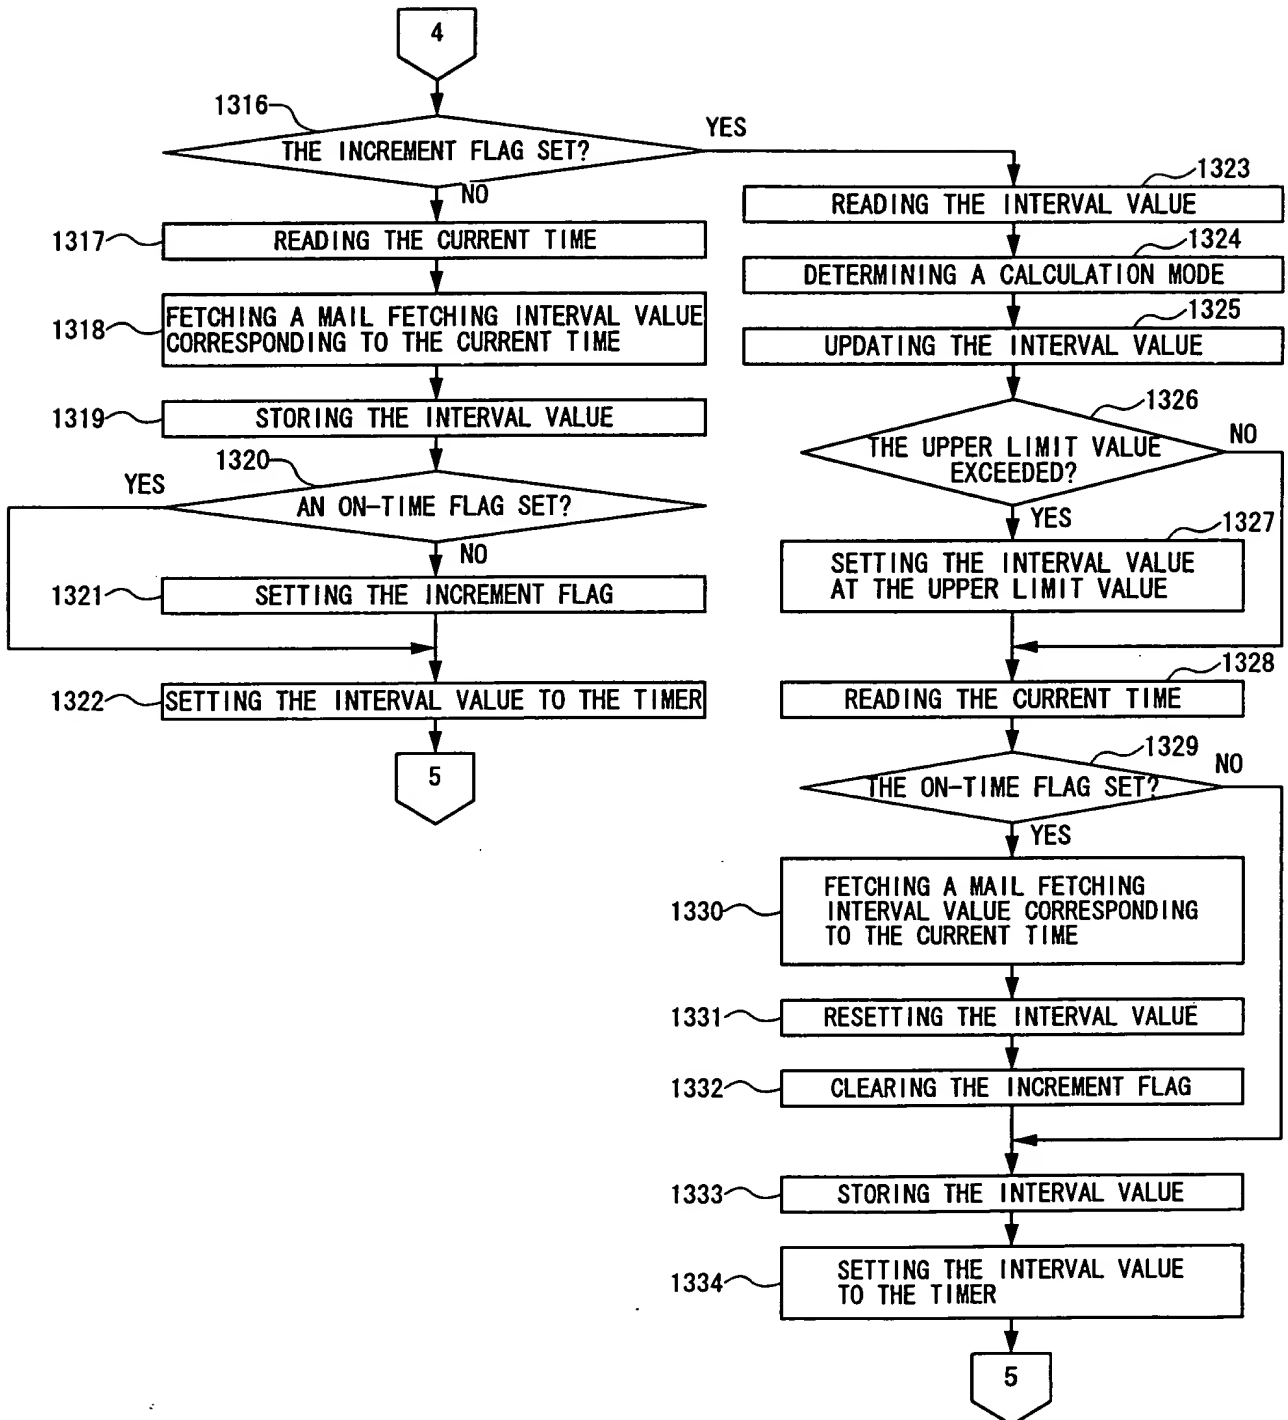 4
1316
THE INCREMENT FLAG SET?
YES
NO
1317
READING THE CURRENT TIME
1318
FETCHING A MAIL FETCHING INTERVAL VALUE
CORRESPONDING TO THE CURRENT TIME
1319
STORING THE INTERVAL VALUE
1320
YES
AN ON-TIME FLAG SET?
NO
1321
SETTING THE INCREMENT FLAG
1322
SETTING THE INTERVAL VALUE TO THE TIMER
5
1323
READING THE INTERVAL VALUE
1324
DETERMINING A CALCULATION MODE
1325
UPDATING THE INTERVAL VALUE
1326
THE UPPER LIMIT VALUE
EXCEEDED?
NO
YES
1327
SETTING THE INTERVAL VALUE
AT THE UPPER LIMIT VALUE
1328
READING THE CURRENT TIME
1329
THE ON-TIME FLAG SET?
NO
YES
1330
FETCHING A MAIL FETCHING
INTERVAL VALUE CORRESPONDING
TO THE CURRENT TIME
1331
RESETTING THE INTERVAL VALUE
1332
CLEARING THE INCREMENT FLAG
1333
STORING THE INTERVAL VALUE
1334
SETTING THE INTERVAL VALUE
TO THE TIMER
5